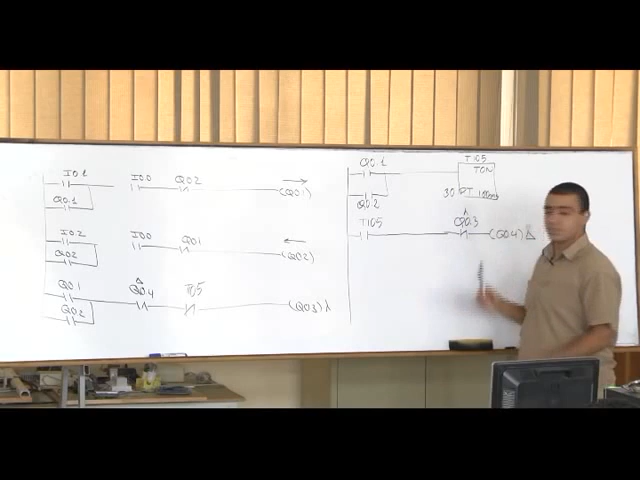 I0.1 I0.0 Q0.2 (Q0.1)
Q0.1
I0.2 I0.0 Q0.1 (Q0.2)
Q0.2
Q0.1 Q0.4 T105 (Q0.3) λ
Q0.2
Q0.1 T105
TON
Q0.2 30 PT 100ms
T105 Q0.3 (Q0.4) Δ